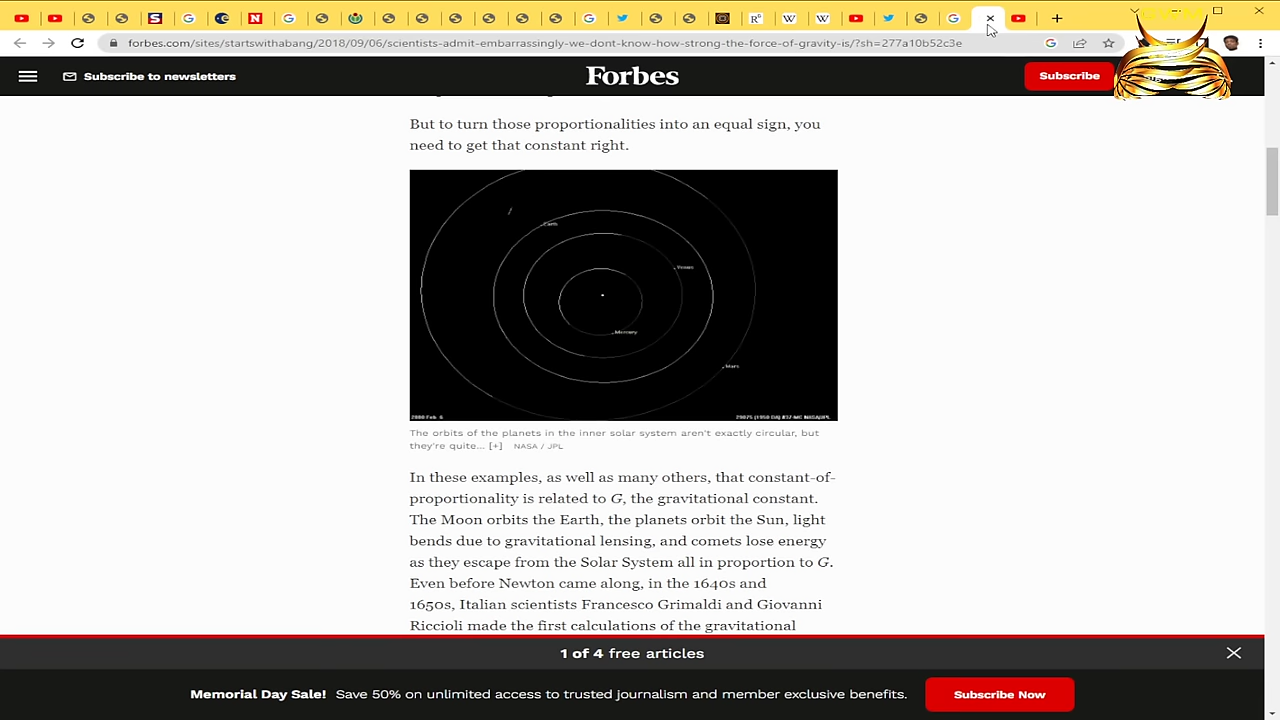 forbes.com/sites/startswithabang/2018/09/06/scientists-admit-embarrassingly-we-dont-know-how-strong-the-force-of-gravity-is/?sh=277a10b52c3e
Subscribe to newsletters
Forbes
Subscribe
But to turn those proportionalities into an equal sign, you
need to get that constant right.
Earth
Venus
Mercury
Mars
The orbits of the planets in the inner solar system aren't exactly circular, but
they're quite... [+] NASA / JPL
In these examples, as well as many others, that constant-of-
proportionality is related to G, the gravitational constant.
The Moon orbits the Earth, the planets orbit the Sun, light
bends due to gravitational lensing, and comets lose energy
as they escape from the Solar System all in proportion to G.
Even before Newton came along, in the 1640s and
1650s, Italian scientists Francesco Grimaldi and Giovanni
Riccioli made the first calculations of the gravitational
1 of 4 free articles
Memorial Day Sale! Save 50% on unlimited access to trusted journalism and member exclusive benefits.
Subscribe Now